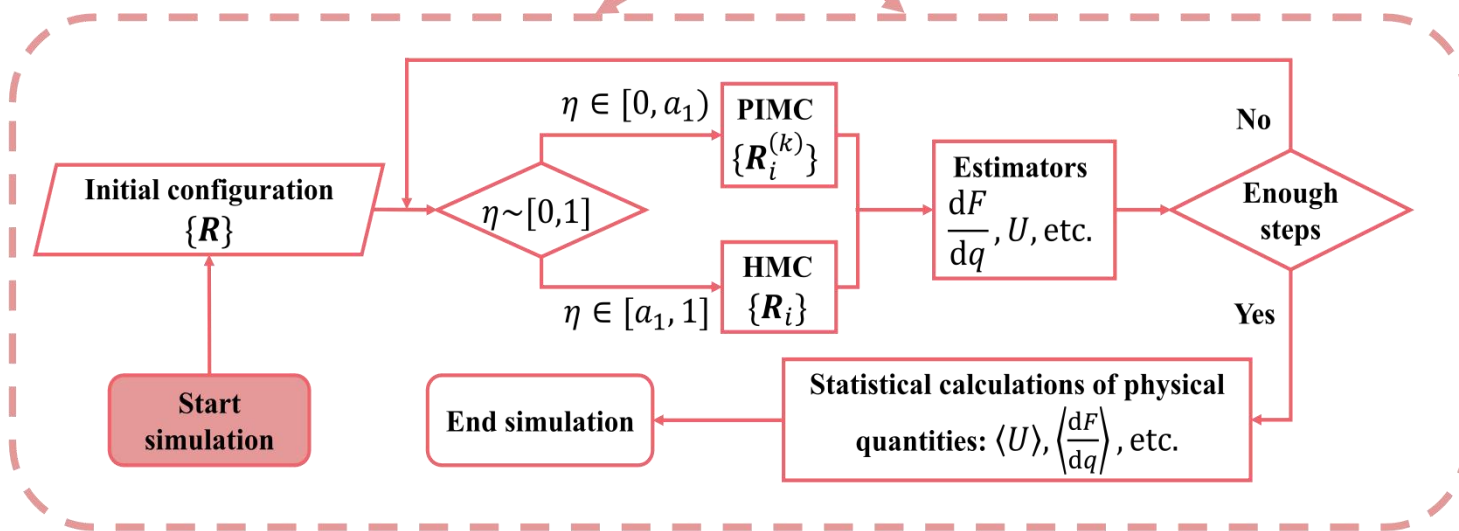 Initial configuration
{R}
η~[0,1]
η ∈ [0, a₁)
η ∈ [a₁, 1]
PIMC
{R_i^(k)}
HMC
{R_i}
Estimators
dF/dq, U, etc.
Enough
steps
No
Yes
Statistical calculations of physical
quantities: ⟨U⟩, ⟨dF/dq⟩, etc.
End simulation
Start
simulation